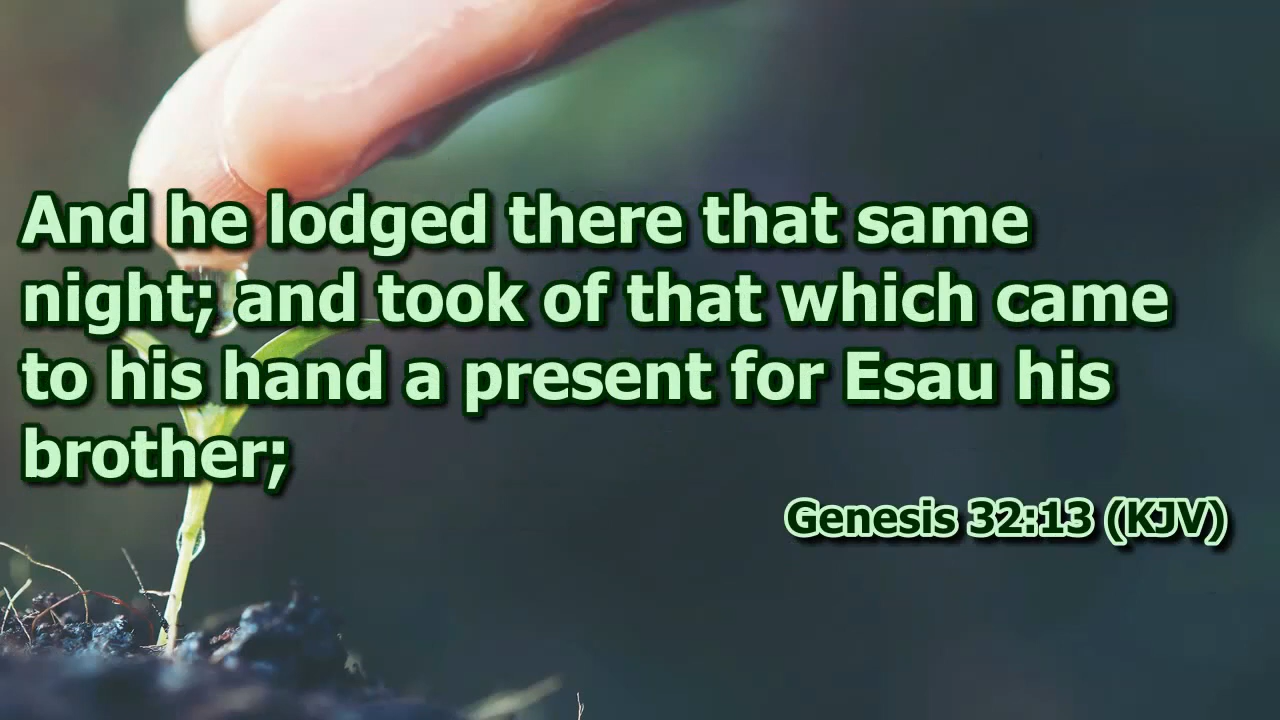 And he lodged there that same
night; and took of that which came
to his hand a present for Esau his
brother;
Genesis 32:13 (KJV)